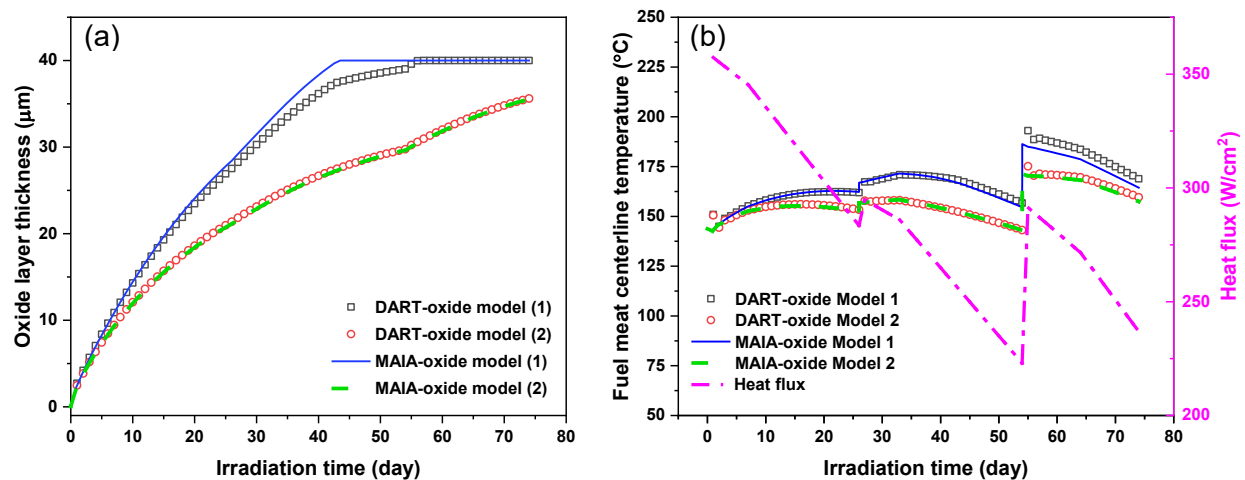 (a)
Oxide layer thickness (μm)
40
30
20
10
0
DART-oxide model (1)
DART-oxide model (2)
MAIA-oxide model (1)
MAIA-oxide model (2)
0 10 20 30 40 50 60 70 80
Irradiation time (day)
(b)
Fuel meat centerline temperature (°C)
250
225
200
175
150
125
100
75
50
DART-oxide Model 1
DART-oxide Model 2
MAIA-oxide Model 1
MAIA-oxide Model 2
Heat flux
0 10 20 30 40 50 60 70 80
Irradiation time (day)
350
300
250
200
Heat flux (W/cm²)